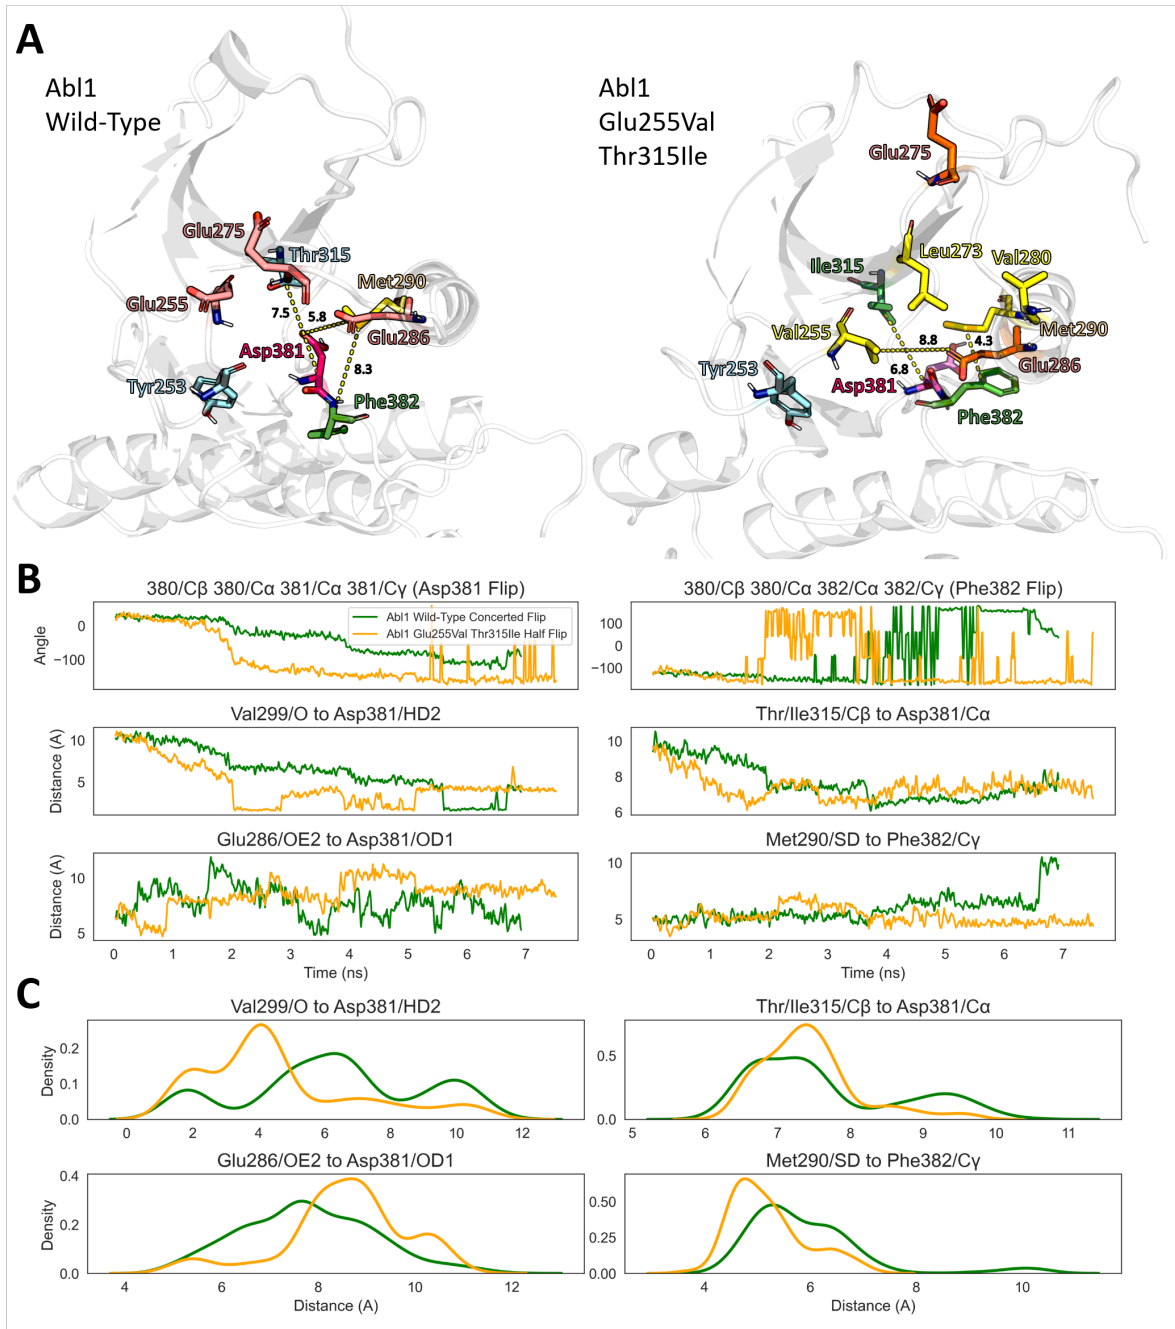 A
Abl1
Wild-Type
Glu275
Thr315
Glu255
Met290
7.5
5.8
Glu286
Asp381
8.3
Tyr253
Phe382
Abl1
Glu255Val
Thr315Ile
Glu275
Leu273
Ile315
Val280
Val255
8.8
Met290
4.3
Glu286
6.8
Tyr253
Asp381
Phe382
B
380/Cβ 380/Cα 381/Cα 381/Cγ (Asp381 Flip)
Angle
0
−100
Abl1 Wild-Type Concerted Flip
Abl1 Glu255Val Thr315Ile Half Flip
380/Cβ 380/Cα 382/Cα 382/Cγ (Phe382 Flip)
100
0
−100
Val299/O to Asp381/HD2
Distance (A)
10
5
Thr/Ile315/Cβ to Asp381/Cα
10
8
6
Glu286/OE2 to Asp381/OD1
Distance (A)
10
5
0 1 2 3 4 5 6 7
Time (ns)
Met290/SD to Phe382/Cγ
10
5
0 1 2 3 4 5 6 7
Time (ns)
C
Val299/O to Asp381/HD2
Density
0.2
0.1
0.0
0 2 4 6 8 10 12
Thr/Ile315/Cβ to Asp381/Cα
0.5
0.0
5 6 7 8 9 10 11
Glu286/OE2 to Asp381/OD1
Density
0.4
0.2
0.0
4 6 8 10 12
Distance (A)
Met290/SD to Phe382/Cγ
0.50
0.25
0.00
4 6 8 10
Distance (A)